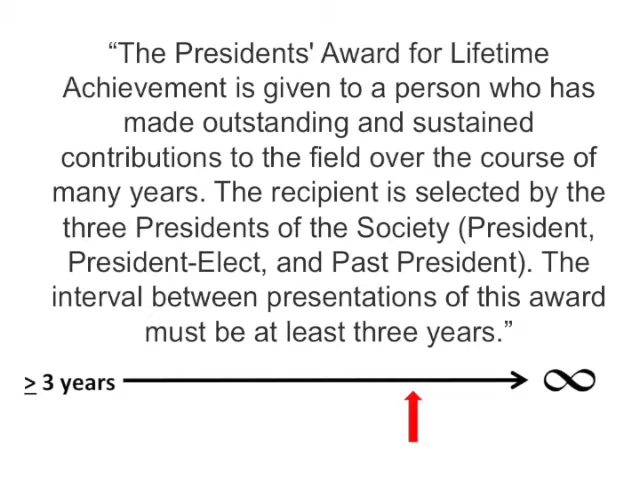 “The Presidents' Award for Lifetime
Achievement is given to a person who has
made outstanding and sustained
contributions to the field over the course of
many years. The recipient is selected by the
three Presidents of the Society (President,
President-Elect, and Past President). The
interval between presentations of this award
must be at least three years.”
≥ 3 years ∞